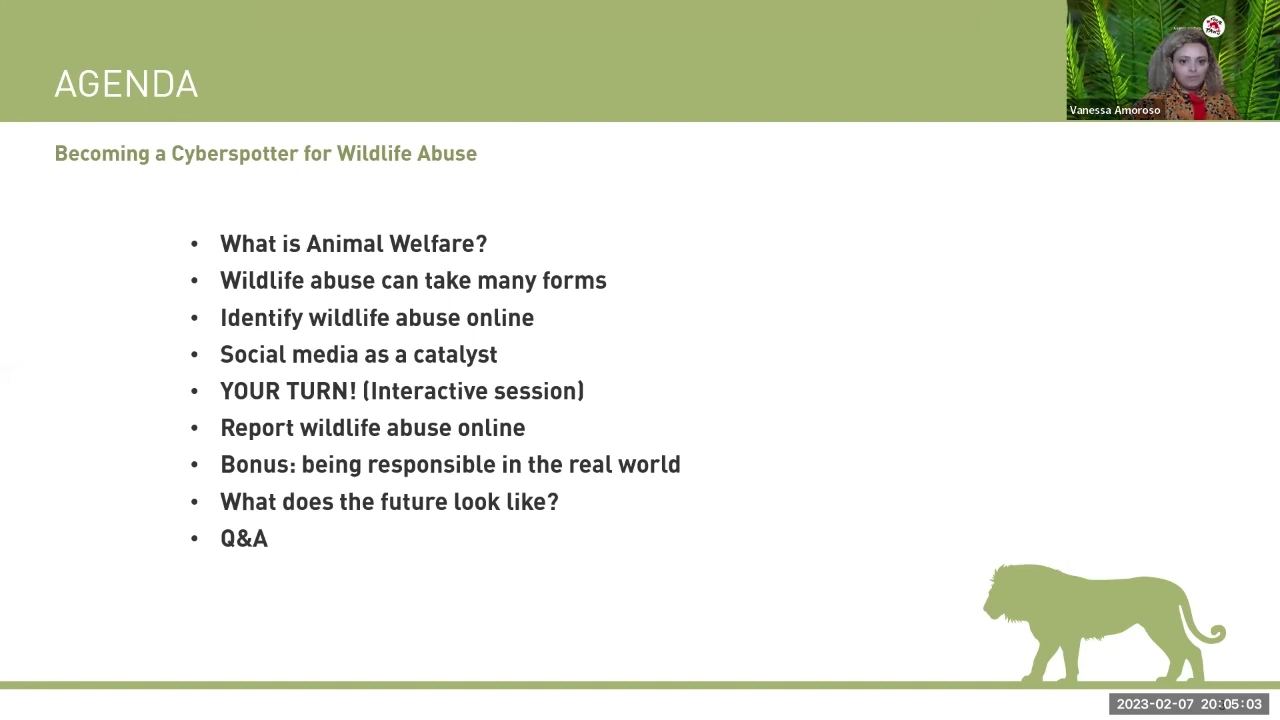 AGENDA
Vanessa Amoroso
Becoming a Cyberspotter for Wildlife Abuse
• What is Animal Welfare?
• Wildlife abuse can take many forms
• Identify wildlife abuse online
• Social media as a catalyst
• YOUR TURN! (Interactive session)
• Report wildlife abuse online
• Bonus: being responsible in the real world
• What does the future look like?
• Q&A
2023-02-07 20:05:03